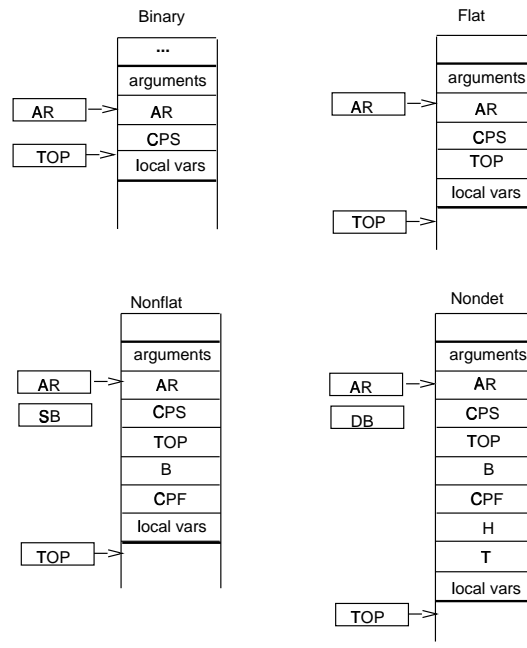 Binary
...
arguments
AR
AR
CPS
TOP
local vars
Flat
arguments
AR
AR
CPS
TOP
local vars
TOP
Nonflat
arguments
AR
AR
SB
CPS
TOP
B
CPF
local vars
TOP
Nondet
arguments
AR
AR
DB
CPS
TOP
B
CPF
H
T
local vars
TOP